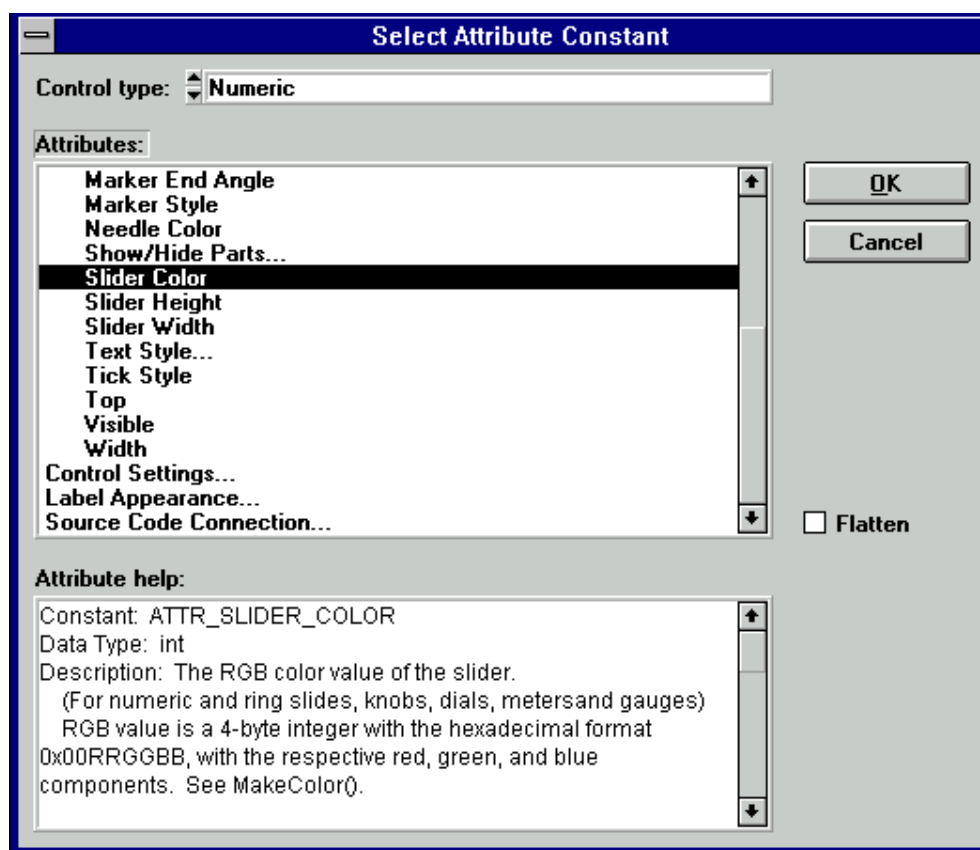 Select Attribute Constant
Control type: Numeric
Attributes:
Marker End Angle
Marker Style
Needle Color
Show/Hide Parts...
Slider Color
Slider Height
Slider Width
Text Style...
Tick Style
Top
Visible
Width
Control Settings...
Label Appearance...
Source Code Connection...
OK
Cancel
Flatten
Attribute help:
Constant: ATTR_SLIDER_COLOR
Data Type: int
Description: The RGB color value of the slider.
(For numeric and ring slides, knobs, dials, metersand gauges)
RGB value is a 4-byte integer with the hexadecimal format
0x00RRGGBB, with the respective red, green, and blue
components. See MakeColor().